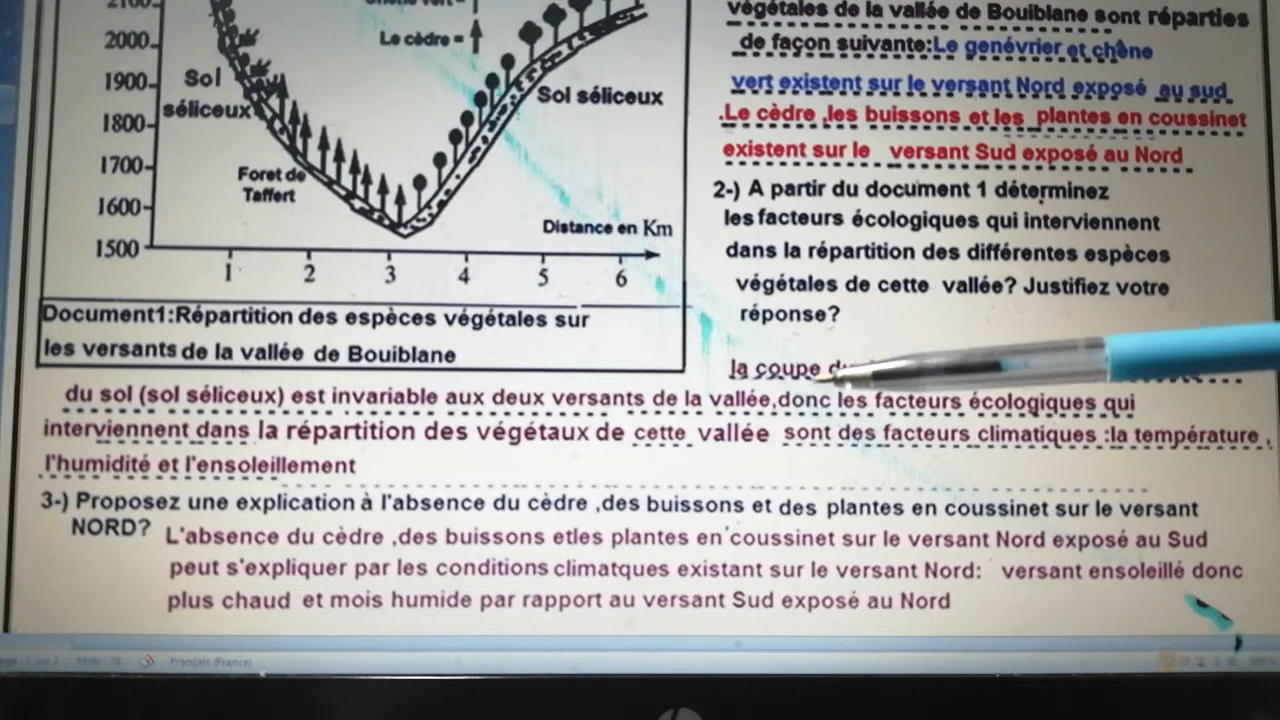 2100
2000
1900
1800
1700
1600
1500
Le cèdre =
Sol
séliceux
Sol séliceux
Foret de
Taffert
Distance en Km
1 2 3 4 5 6
Document1:Répartition des espèces végétales sur
les versants de la vallée de Bouiblane
végétales de la vallée de Bouiblane sont réparties
de façon suivante:Le genévrier et chêne
vert existent sur le versant Nord exposé au sud
.Le cèdre ,les buissons et les plantes en coussinet
existent sur le versant Sud exposé au Nord
2-) A partir du document 1 déterminez
les facteurs écologiques qui interviennent
dans la répartition des différentes espèces
végétales de cette vallée? Justifiez votre
réponse?
la coupe
du sol (sol séliceux) est invariable aux deux versants de la vallée,donc les facteurs écologiques qui
interviennent dans la répartition des végétaux de cette vallée sont des facteurs climatiques :la température ,
l'humidité et l'ensoleillement
3-) Proposez une explication à l'absence du cèdre ,des buissons et des plantes en coussinet sur le versant
NORD?
L'absence du cèdre ,des buissons etles plantes en coussinet sur le versant Nord exposé au Sud
peut s'expliquer par les conditions climatques existant sur le versant Nord: versant ensoleillé donc
plus chaud et mois humide par rapport au versant Sud exposé au Nord
Français (France)